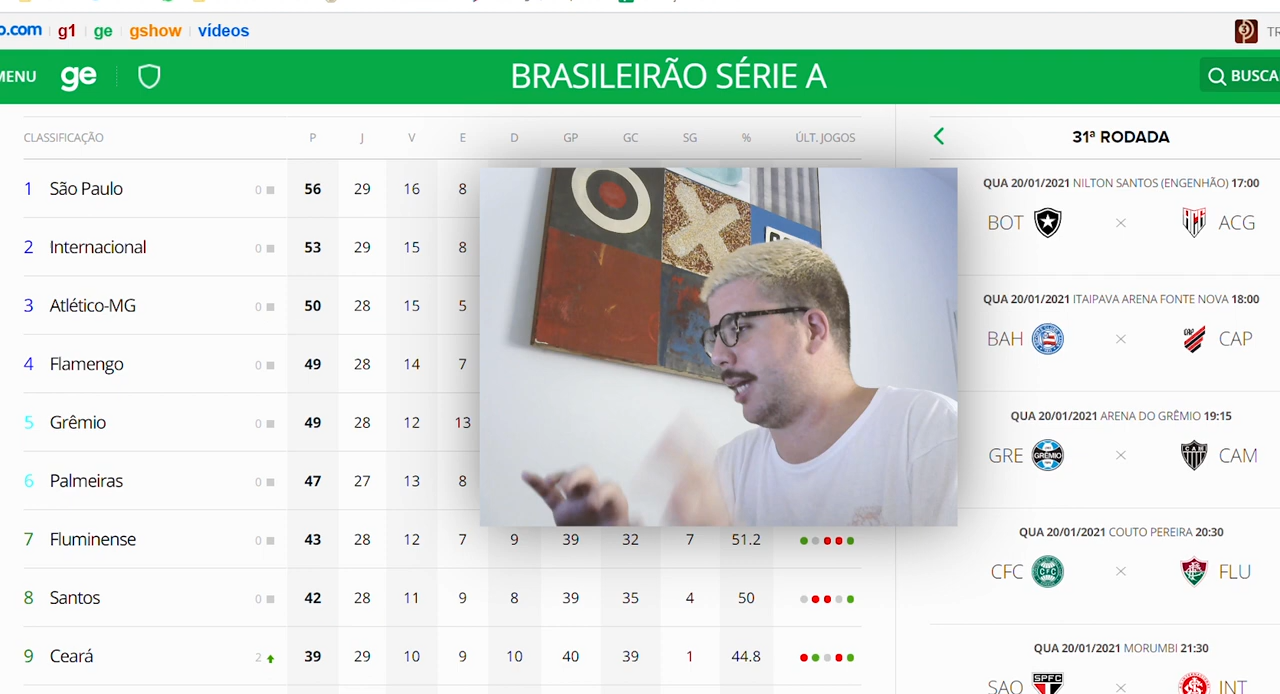 o.com g1 ge gshow vídeos
MENU ge BRASILEIRÃO SÉRIE A BUSCA
CLASSIFICAÇÃO P J V E D GP GC SG % ÚLT. JOGOS
1 São Paulo 0 56 29 16 8
2 Internacional 0 53 29 15 8
3 Atlético-MG 0 50 28 15 5
4 Flamengo 0 49 28 14 7
5 Grêmio 0 49 28 12 13
6 Palmeiras 0 47 27 13 8
7 Fluminense 0 43 28 12 7 9 39 32 7 51.2
8 Santos 0 42 28 11 9 8 39 35 4 50
9 Ceará 2 39 29 10 9 10 40 39 1 44.8
31ª RODADA
QUA 20/01/2021 NILTON SANTOS (ENGENHÃO) 17:00
BOT × ACG
QUA 20/01/2021 ITAIPAVA ARENA FONTE NOVA 18:00
BAH × CAP
QUA 20/01/2021 ARENA DO GRÊMIO 19:15
GRE GRÊMIO × CAM CAM
QUA 20/01/2021 COUTO PEREIRA 20:30
CFC × FLU
QUA 20/01/2021 MORUMBI 21:30
SAO SPFC × INT